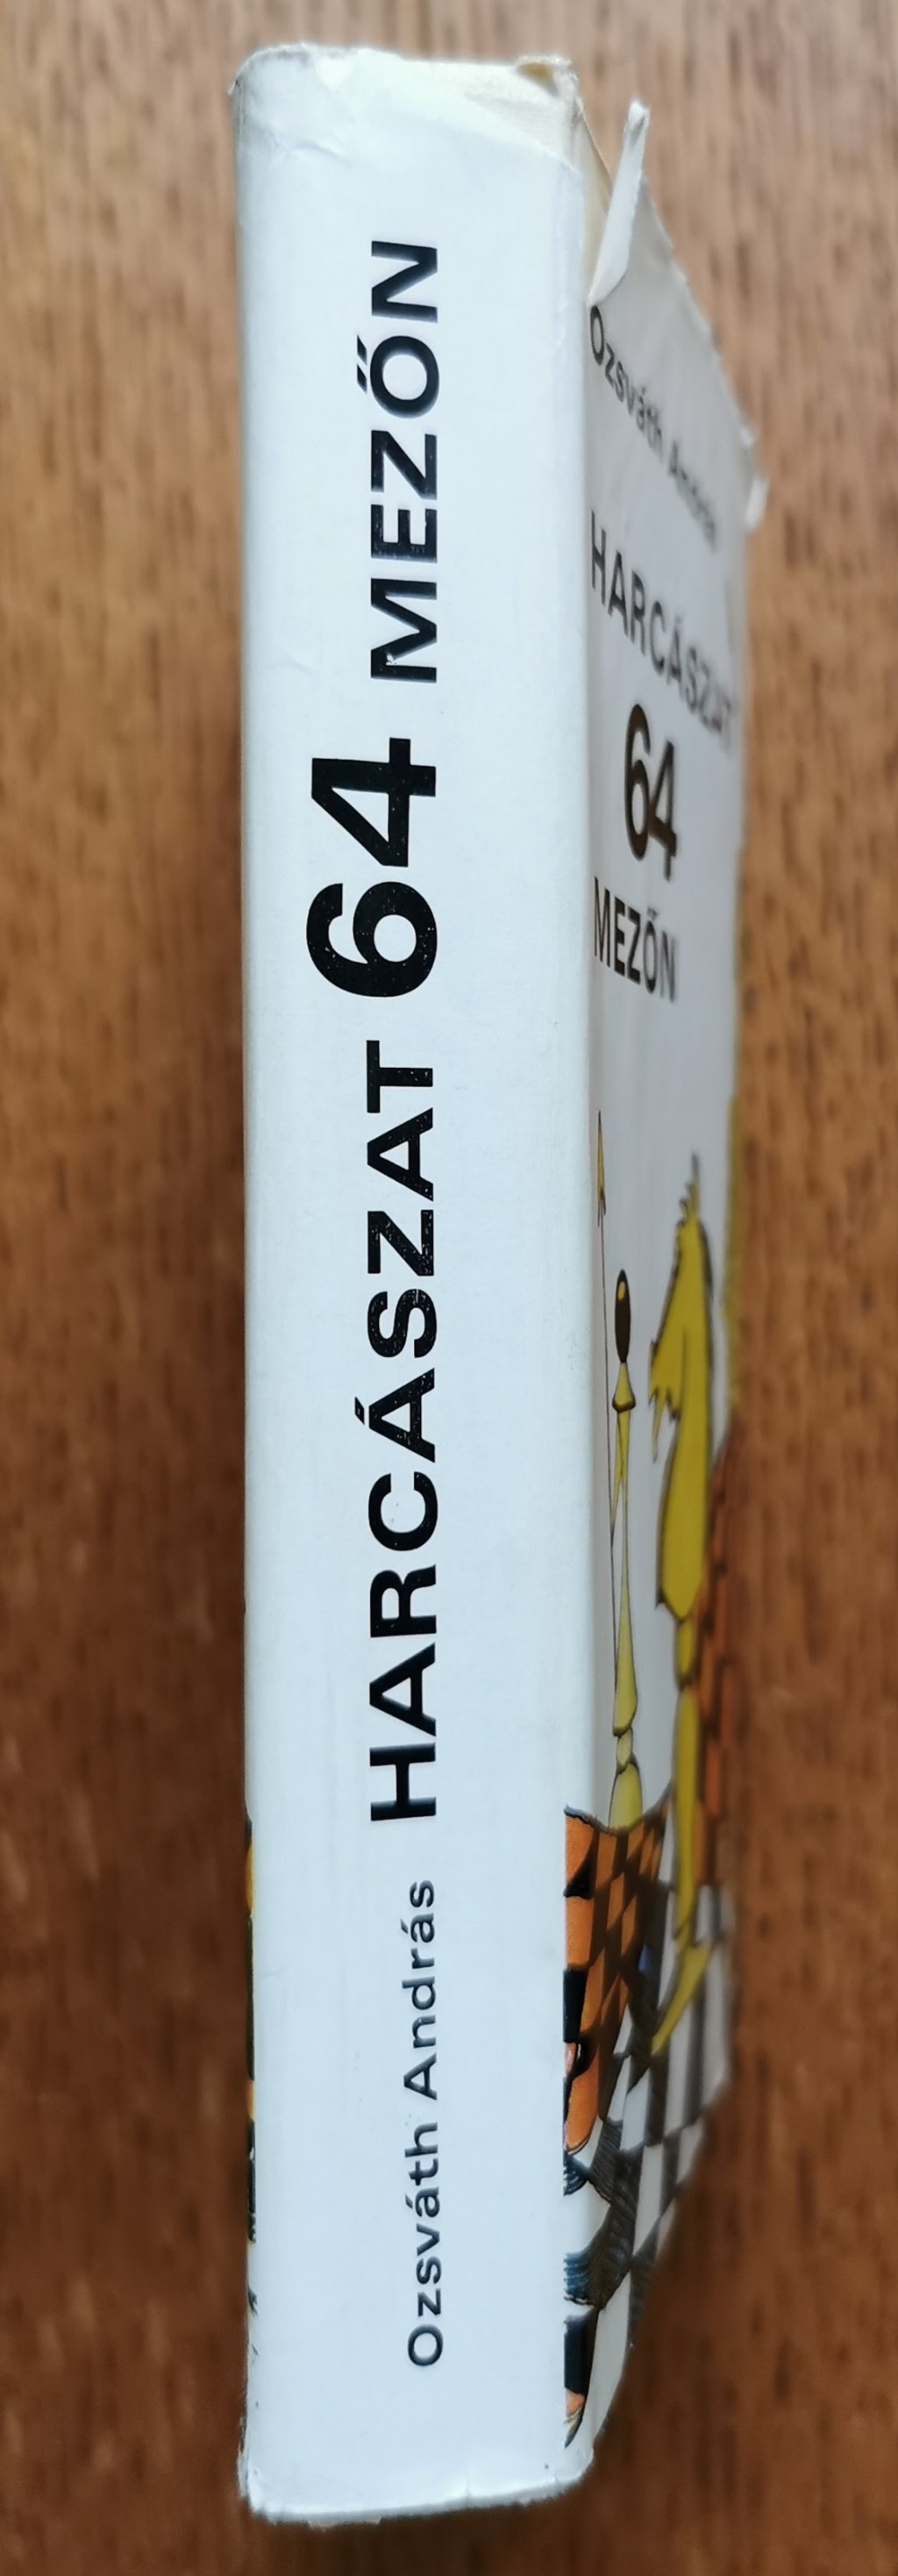 Ozsváth András HARCÁSZAT 64 MEZŐN
Ozsváth András
HARCÁSZAT
64
MEZŐN